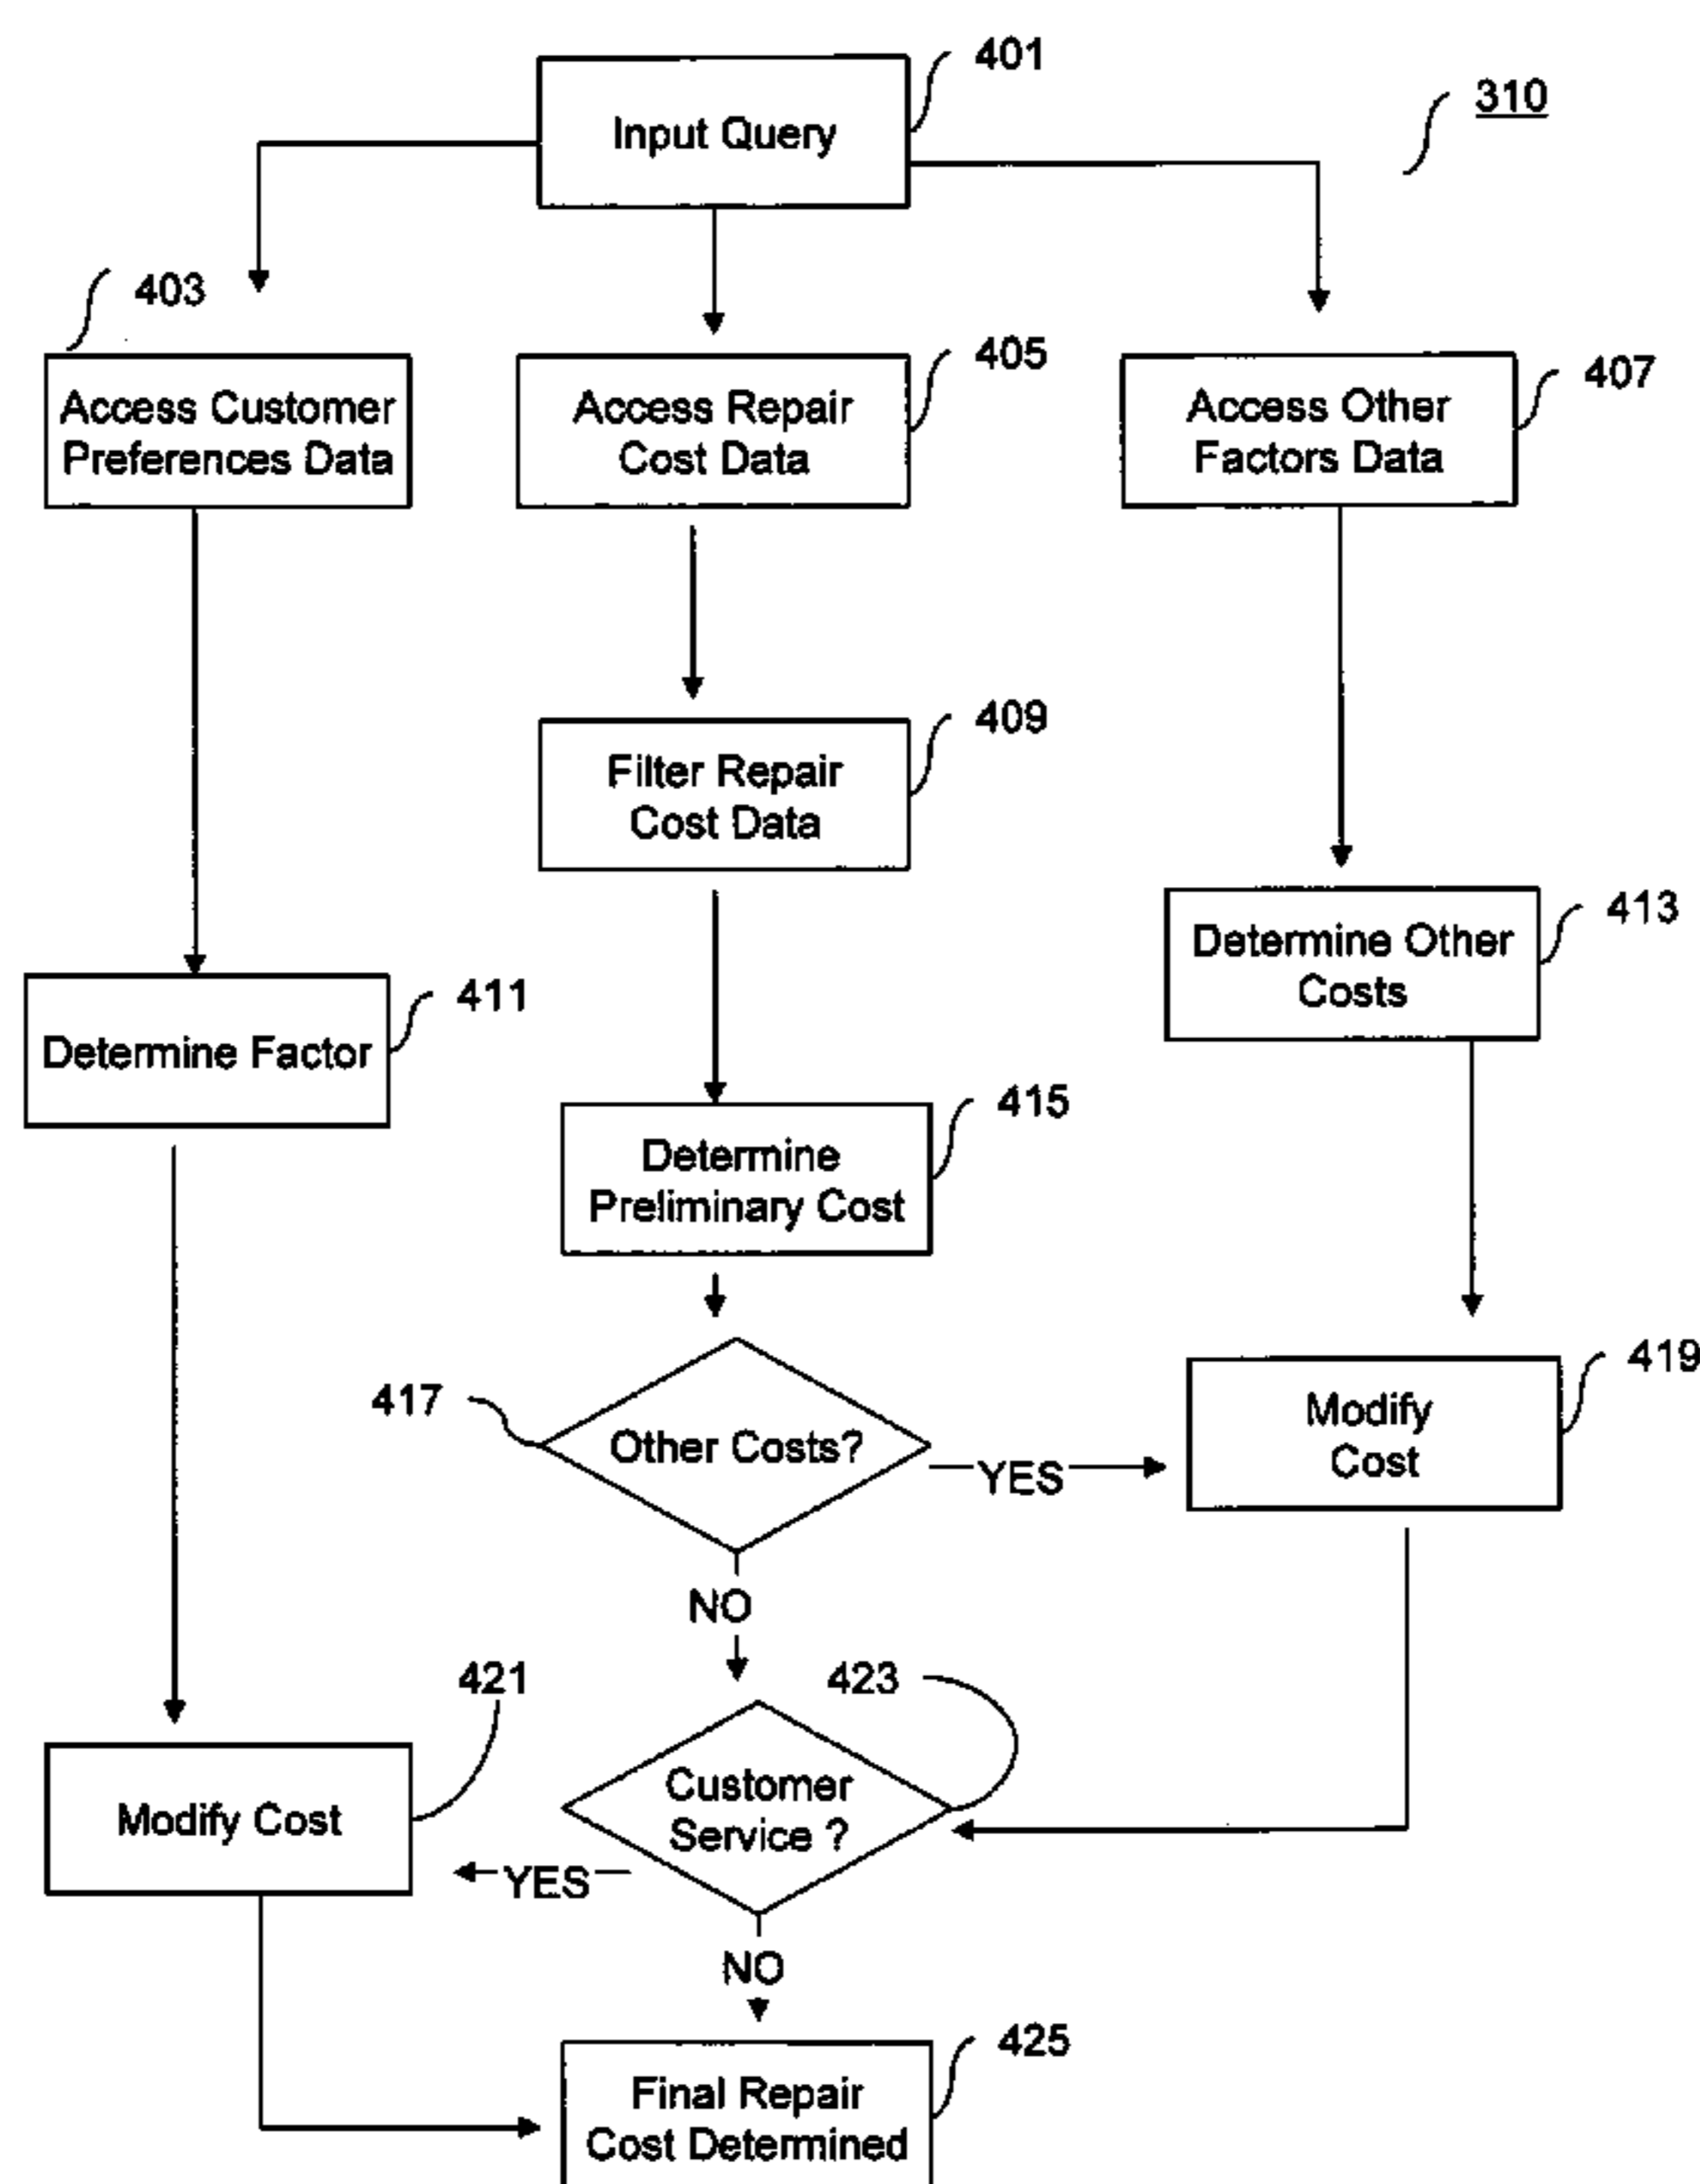 401
310
Input Query
403
405
407
Access Customer
Preferences Data
Access Repair
Cost Data
Access Other
Factors Data
409
Filter Repair
Cost Data
413
Determine Other
Costs
411
Determine Factor
415
Determine
Preliminary Cost
417
Other Costs?
YES
419
Modify
Cost
NO
421
423
Modify Cost
Customer
Service ?
YES
NO
425
Final Repair
Cost Determined